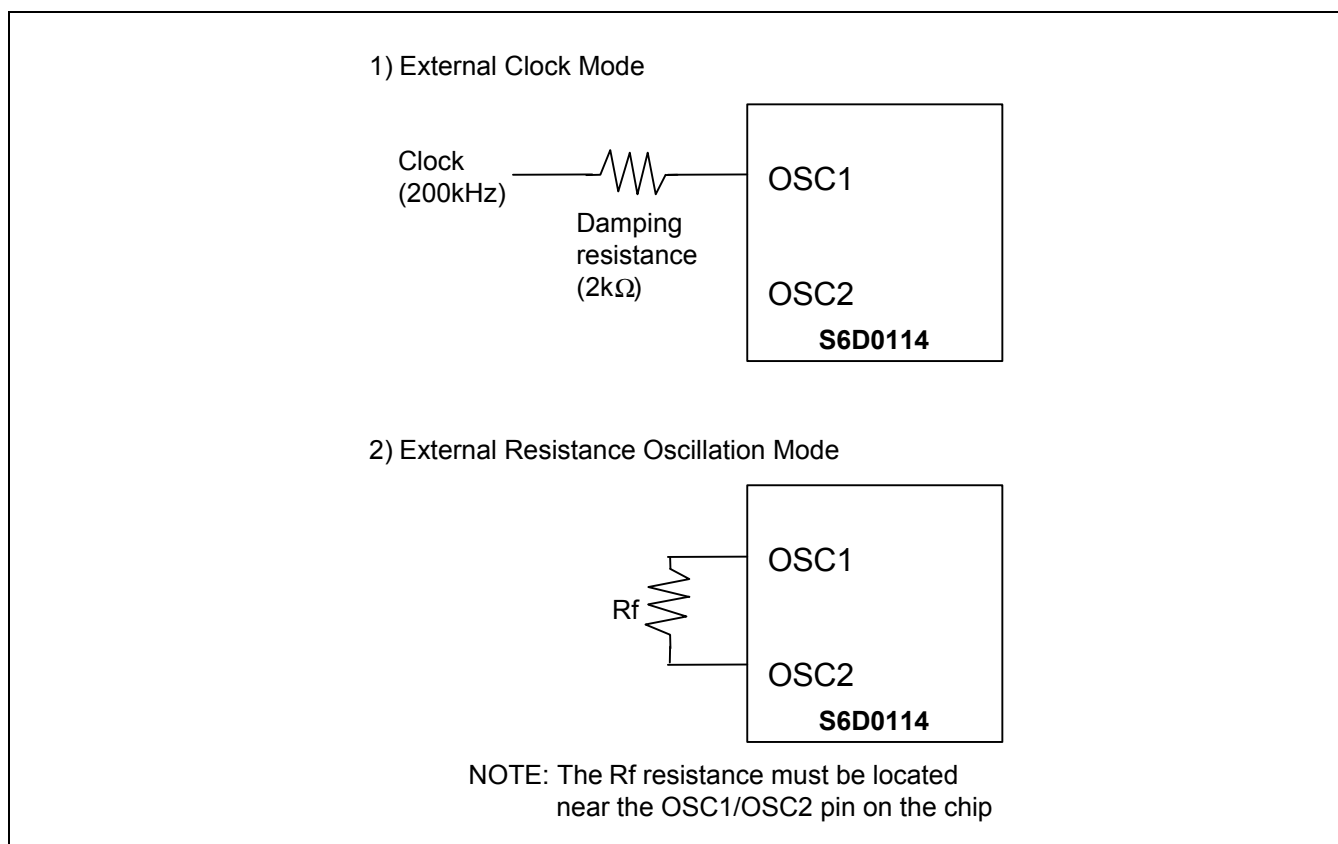 1) External Clock Mode
Clock
(200kHz)
Damping
resistance
(2kΩ)
OSC1
OSC2
S6D0114
2) External Resistance Oscillation Mode
Rf
OSC1
OSC2
S6D0114
NOTE: The Rf resistance must be located
near the OSC1/OSC2 pin on the chip